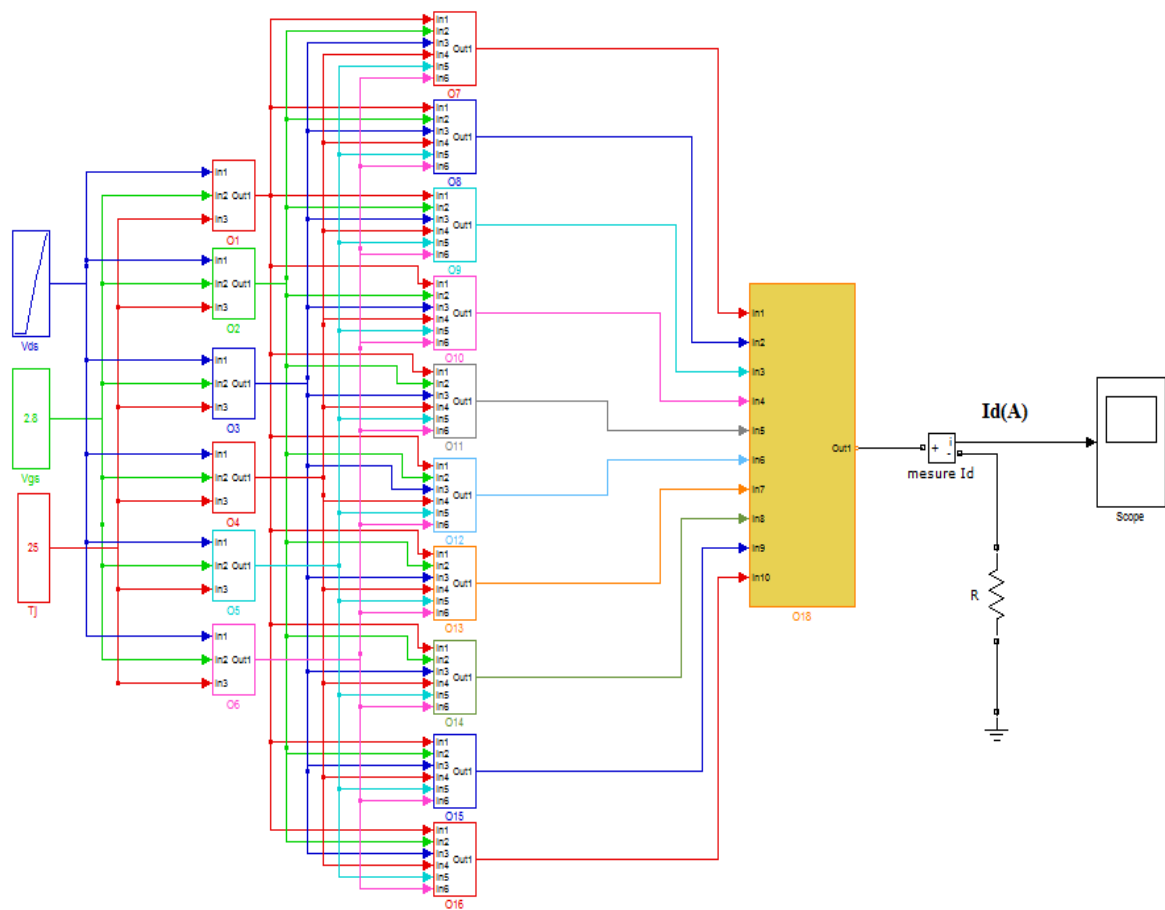 Vds
2.8
Vgs
25
Tj
In1
In2 Out1
In3
O1
In1
In2 Out1
In3
O2
In1
In2 Out1
In3
O3
In1
In2 Out1
In3
O4
In1
In2 Out1
In3
O5
In1
In2 Out1
In3
O6
In1
In2
In3
Out1
In4
In5
In6
O7
In1
In2
In3
Out1
In4
In5
In6
O8
In1
In2
In3
Out1
In4
In5
In6
O9
In1
In2
In3
Out1
In4
In5
In6
O10
In1
In2
In3
Out1
In4
In5
In6
O11
In1
In2
In3
Out1
In4
In5
In6
O12
In1
In2
In3
Out1
In4
In5
In6
O13
In1
In2
In3
Out1
In4
In5
In6
O14
In1
In2
In3
Out1
In4
In5
In6
O15
In1
In2
In3
Out1
In4
In5
In6
O16
In1
In2
In3
In4
In5
Out1
In6
In7
In8
In9
In10
O18
+ i
-
mesure Id
Id(A)
Scope
R